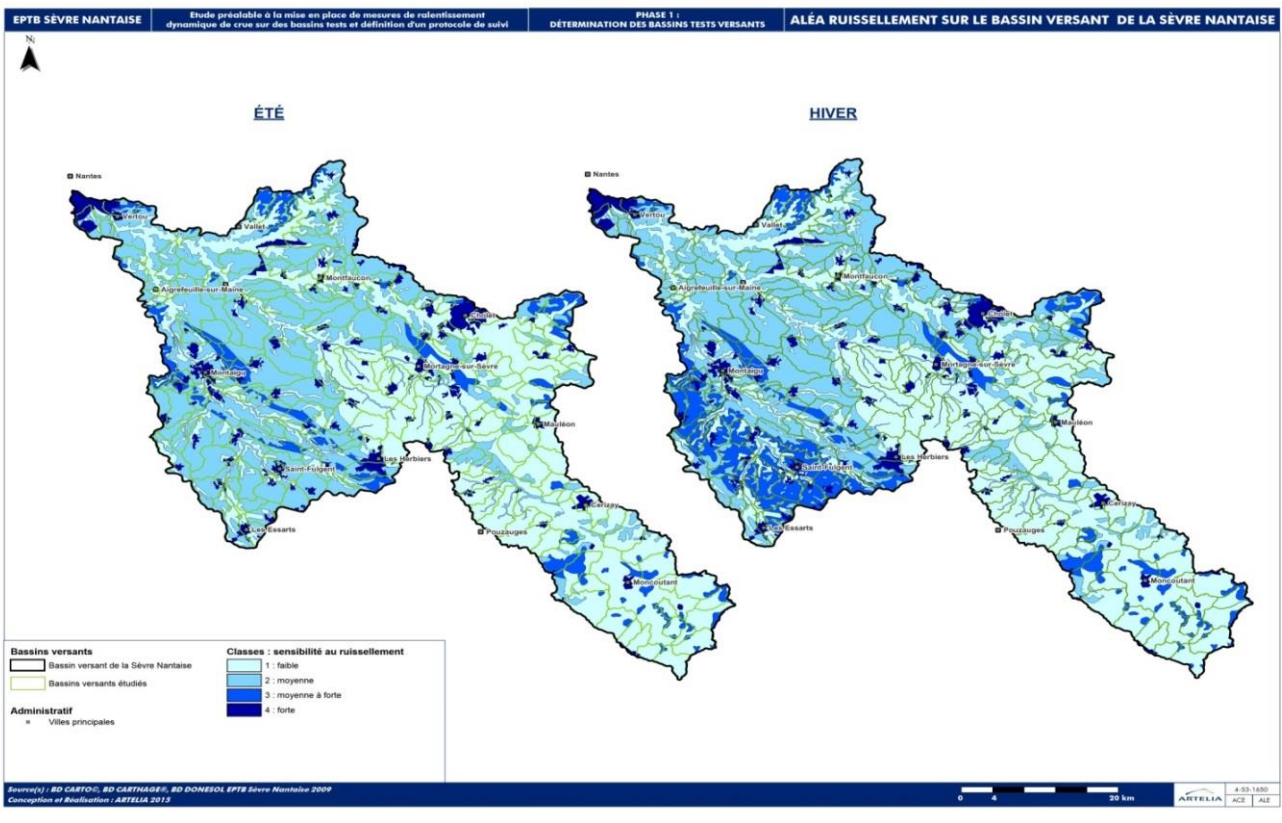 EPTB SÈVRE NANTAISE
Etude préalable à la mise en place de mesures de ralentissement
dynamique de crue sur des bassins tests et définition d'un protocole de suivi
PHASE 1 :
DÉTERMINATION DES BASSINS TESTS VERSANTS
ALÉA RUISSELLEMENT SUR LE BASSIN VERSANT DE LA SÈVRE NANTAISE
N
ÉTÉ
Nantes
Vertou
Vallet
Montfaucon
Aigrefeuille-sur-Maine
Cholet
Montaigu
Mortagne-sur-Sèvre
Mauléon
Les Herbiers
Saint-Fulgent
Cerizay
Les Essarts
Pouzauges
Moncoutant
HIVER
Nantes
Vertou
Vallet
Montfaucon
Aigrefeuille-sur-Maine
Cholet
Montaigu
Mortagne-sur-Sèvre
Mauléon
Les Herbiers
Saint-Fulgent
Cerizay
Les Essarts
Pouzauges
Moncoutant
Bassins versants
Bassin versant de la Sèvre Nantaise
Bassins versants étudiés
Administratif
Villes principales
Classes : sensibilité au ruissellement
1 : faible
2 : moyenne
3 : moyenne à forte
4 : forte
Source(s) : BD CARTO©, BD CARTHAGE®, BD DONESOL EPTB Sèvre Nantaise 2009
Conception et Réalisation : ARTELIA 2015
0 4 20 km
ARTELIA
4-53-1650
ACE ALE